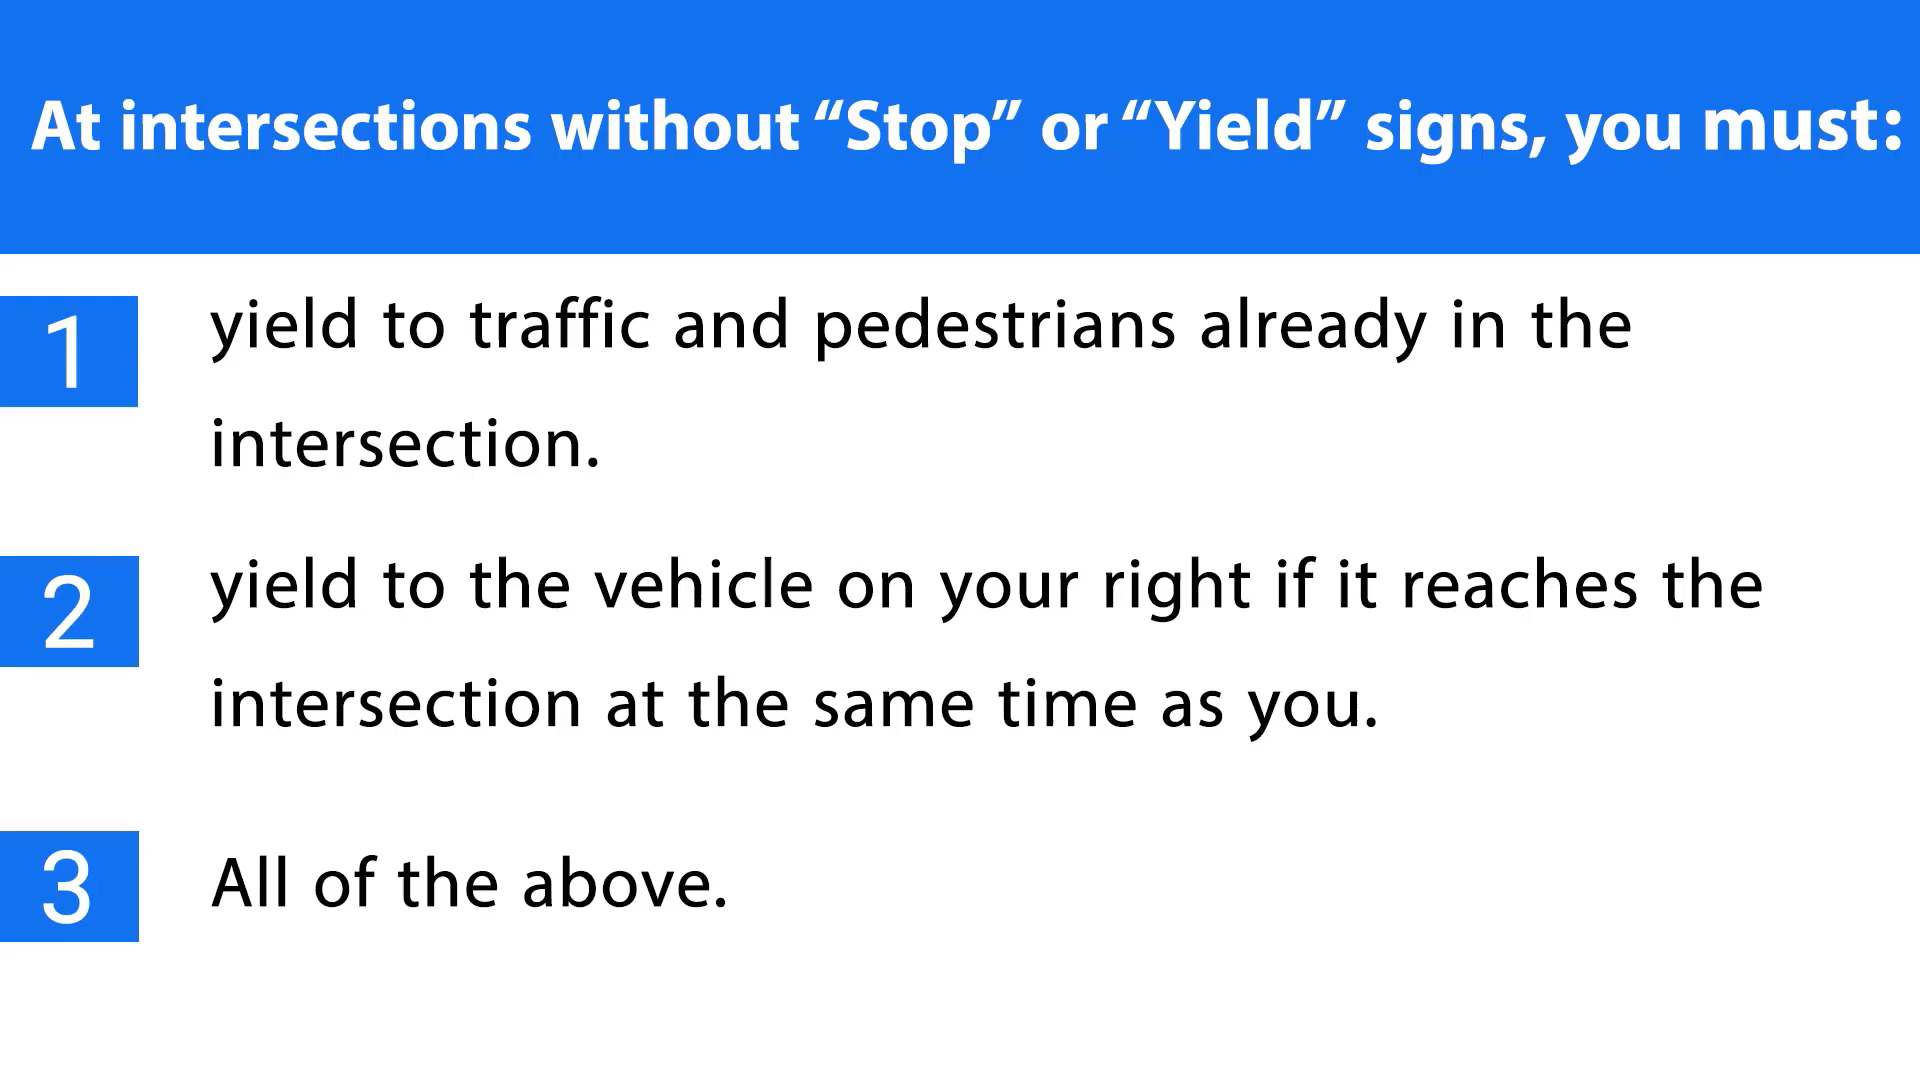 At intersections without “Stop” or “Yield” signs, you must:
1
yield to traffic and pedestrians already in the
intersection.
2
yield to the vehicle on your right if it reaches the
intersection at the same time as you.
3
All of the above.